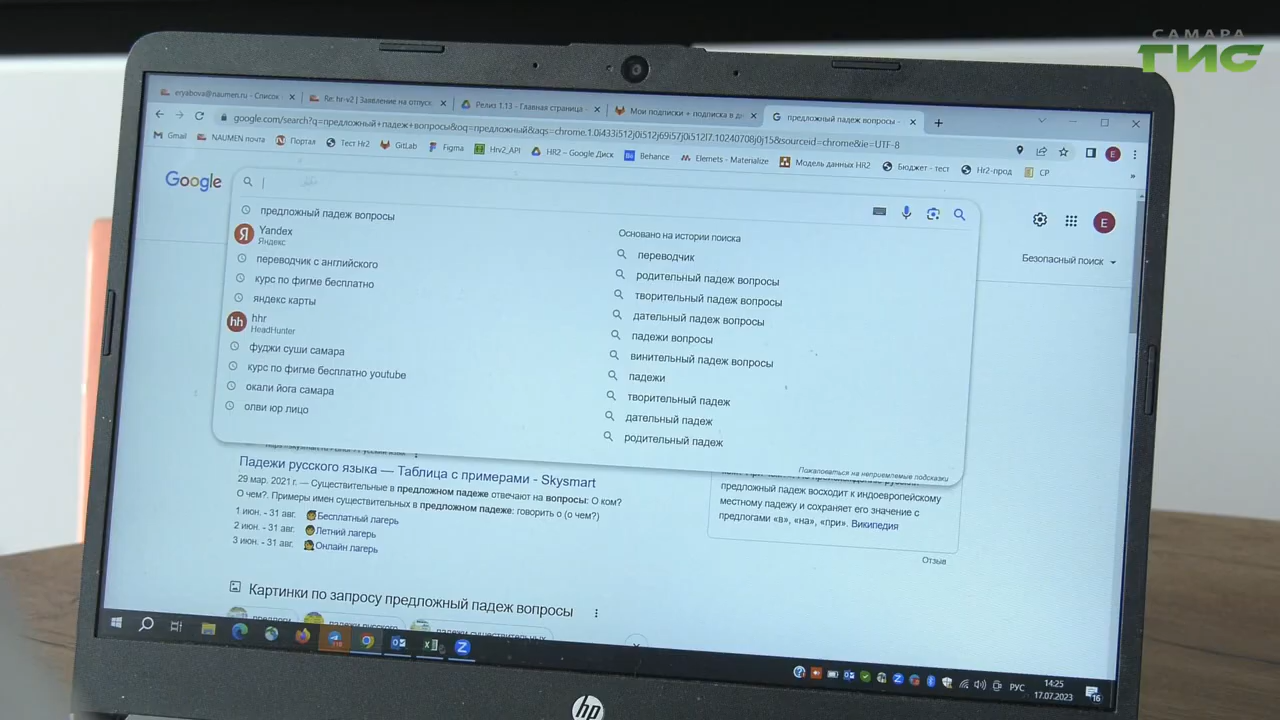 САМАРА
ГИС
eryabova@naumen.ru - Список
Re: hr-v2 | Заявление на отпуск
Релиз 1.13 - Главная страница -
Мои подписки + подписка в д
предложный падеж вопросы -
google.com/search?q=предложный+падеж+вопросы&oq=предложный&aqs=chrome.1.0i433i512j0i512j69i57j0i512l7.10240708j0j15&sourceid=chrome&ie=UTF-8
Gmail
NAUMEN почта
Портал
Тест Hr2
GitLab
Figma
Hrv2_API
HR2 – Google Диск
Behance
Elemets - Materialize
Модель данных HR2
Бюджет - тест
Hr2-прод
CP
Google
предложный падеж вопросы
Yandex
Яндекс
переводчик с английского
курс по фигме бесплатно
яндекс карты
hh
hhr
HeadHunter
фуджи суши самара
курс по фигме бесплатно youtube
окали йога самара
олви юр лицо
Основано на истории поиска
переводчик
родительный падеж вопросы
творительный падеж вопросы
дательный падеж вопросы
падежи вопросы
винительный падеж вопросы
падежи
творительный падеж
дательный падеж
родительный падеж
Пожаловаться на неприемлемые подсказки
E
E
Безопасный поиск
Падежи русского языка — Таблица с примерами - Skysmart
29 мар. 2021 г. — Существительные в предложном падеже отвечают на вопросы: О ком?
О чем?. Примеры имен существительных в предложном падеже: говорить о (о чем?)
1 июн. - 31 авг. Бесплатный лагерь
2 июн. - 31 авг. Летний лагерь
3 июн. - 31 авг. Онлайн лагерь
предложный падеж восходит к индоевропейскому
местному падежу и сохраняет его значение с
предлогами «в», «на», «при». Википедия
Отзыв
Картинки по запросу предложный падеж вопросы
РУС
14:25
17.07.2023
16
hp